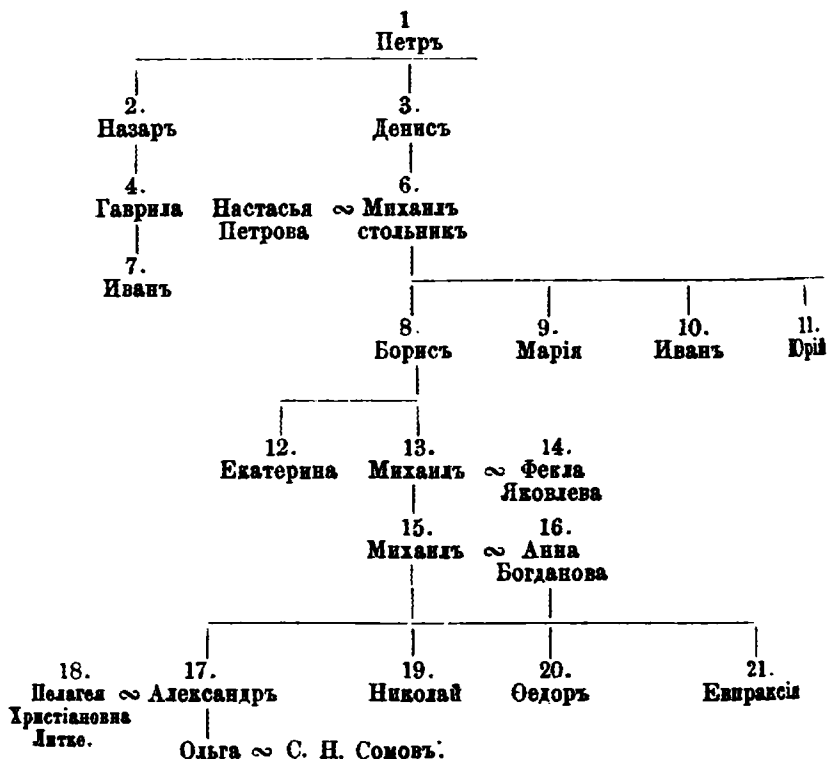 1
Петръ
2. 3.
Назаръ Денисъ
4. 6.
Гаврила Настасья ∾ Михаилъ
Петрова стольникъ
7.
Иванъ
8. 9. 10. 11.
Борисъ Марія Иванъ Юрій
12. 13. 14.
Екатерина Михаилъ ∾ Фекла
Яковлева
15. 16.
Михаилъ ∾ Анна
Богданова
18. 17. 19. 20. 21.
Пелагея ∾ Александръ Николай Ѳедоръ Евпраксія
Христіановна
Литке.
Ольга ∾ С. Н. Сомовъ.